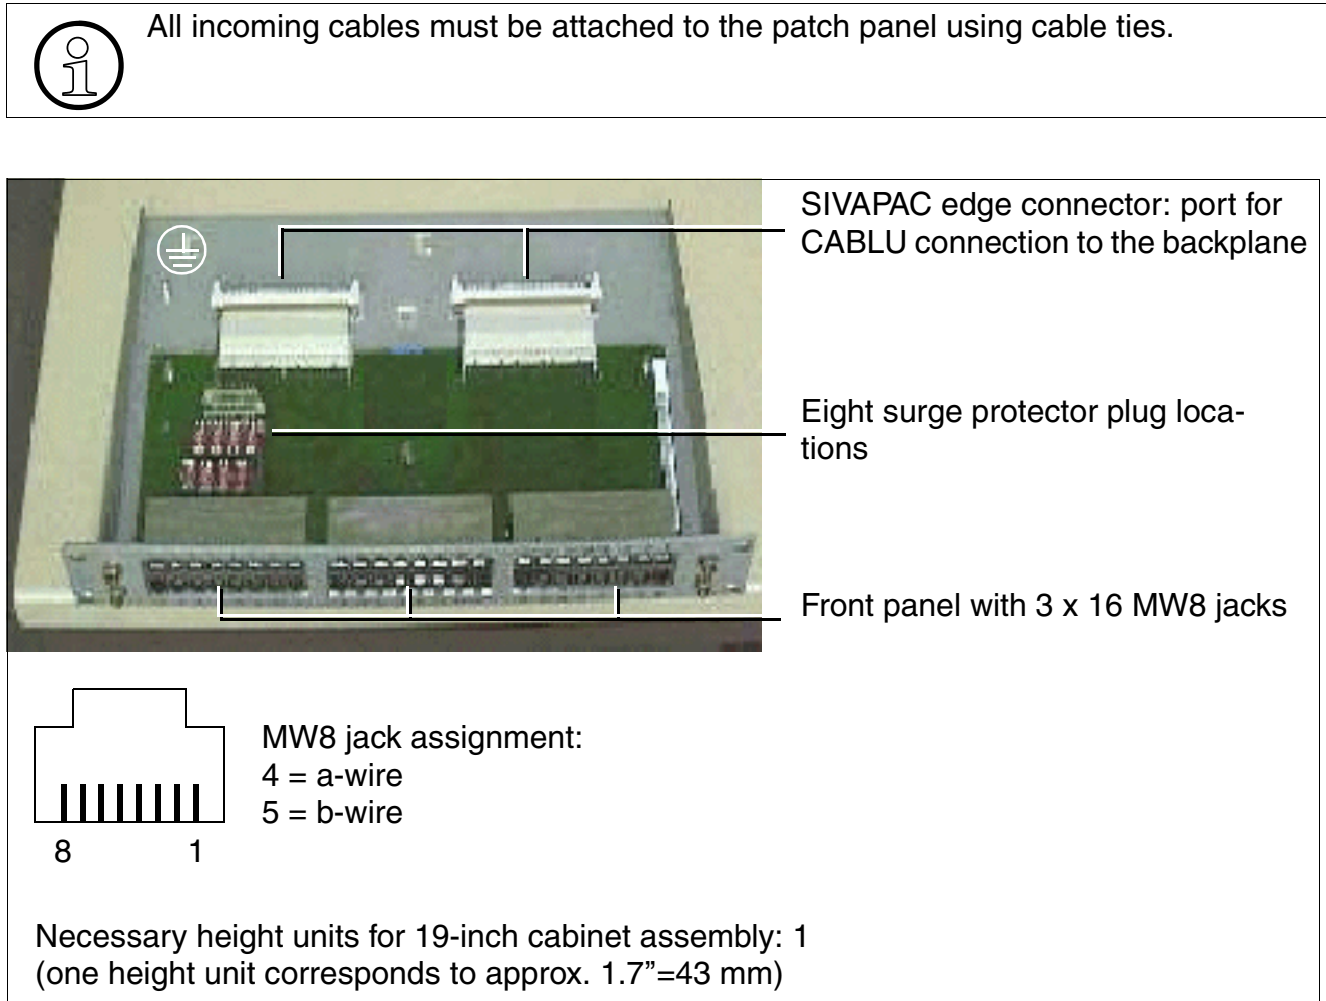 All incoming cables must be attached to the patch panel using cable ties.
SIVAPAC edge connector: port for
CABLU connection to the backplane
Eight surge protector plug loca-
tions
Front panel with 3 x 16 MW8 jacks
MW8 jack assignment:
4 = a-wire
5 = b-wire
8 1
Necessary height units for 19-inch cabinet assembly: 1
(one height unit corresponds to approx. 1.7”=43 mm)